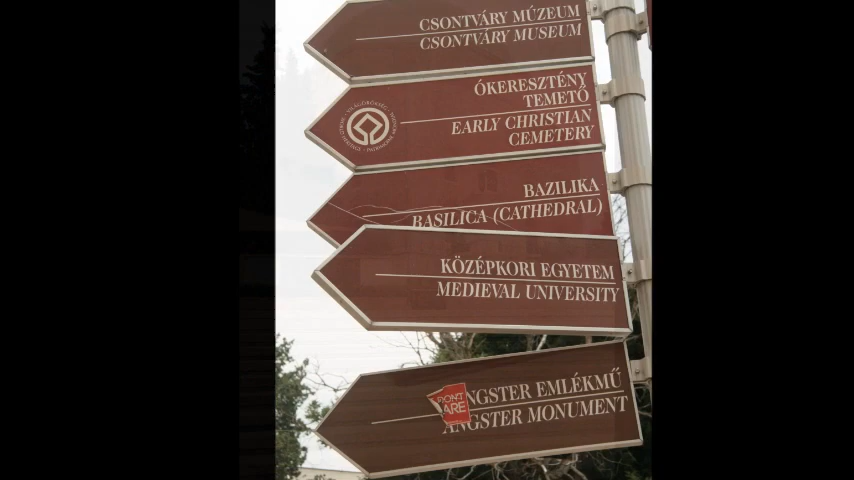 CSONTVÁRY MÚZEUM
CSONTVÁRY MUSEUM
ÓKERESZTÉNY
TEMETŐ
EARLY CHRISTIAN
CEMETERY
BAZILIKA
BASILICA (CATHEDRAL)
KÖZÉPKORI EGYETEM
MEDIEVAL UNIVERSITY
NGSTER EMLÉKMŰ
ANGSTER MONUMENT